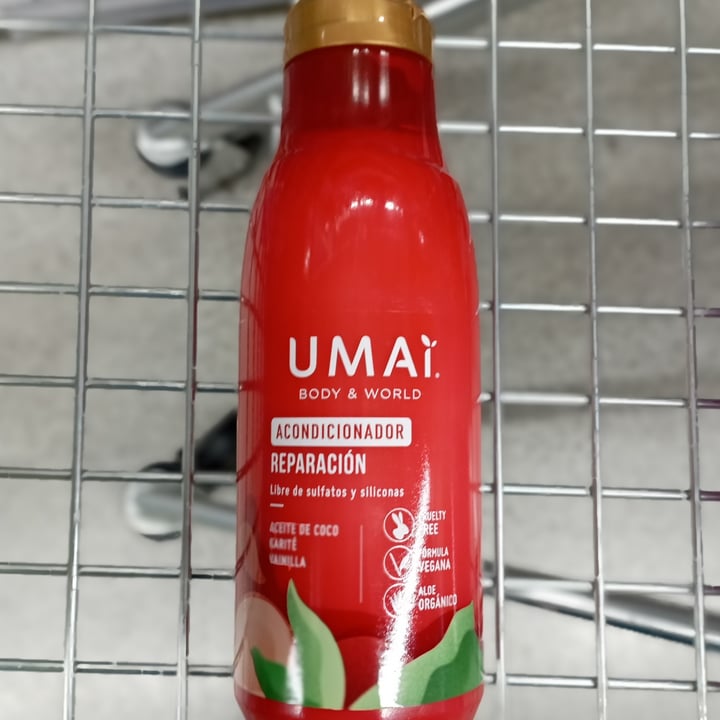 UMAi
BODY & WORLD
ACONDICIONADOR
REPARACIÓN
Libre de sulfatos y siliconas
ACEITE DE COCO
KARITÉ
VAINILLA
CRUELTY
FREE
FÓRMULA
VEGANA
ALOE
ORGÁNICO